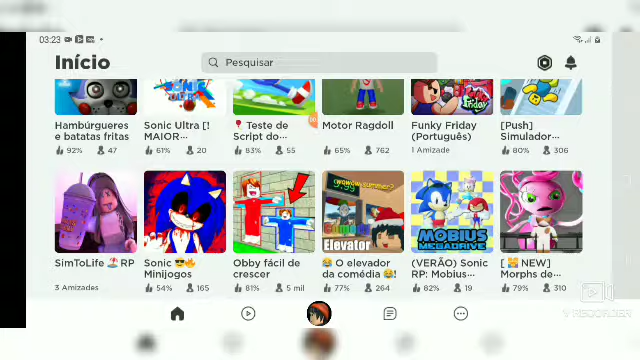 03:23
Início
Pesquisar
Hambúrgueres e batatas fritas
92% 47
Sonic Ultra [! MAIOR...
61% 20
Teste de Script do...
83% 55
Motor Ragdoll
65% 762
Funky Friday (Português)
1 Amizade
[Push] Simulador...
80% 306
SimToLife RP
3 Amizades
Sonic Minijogos
54% 165
Obby fácil de crescer
81% 5 mil
Elevator
O elevador da comédia !
77% 264
MOBIUS
MEGADRIVE
(VERÃO) Sonic RP: Mobius...
82% 19
[ NEW] Morphs de...
79% 310